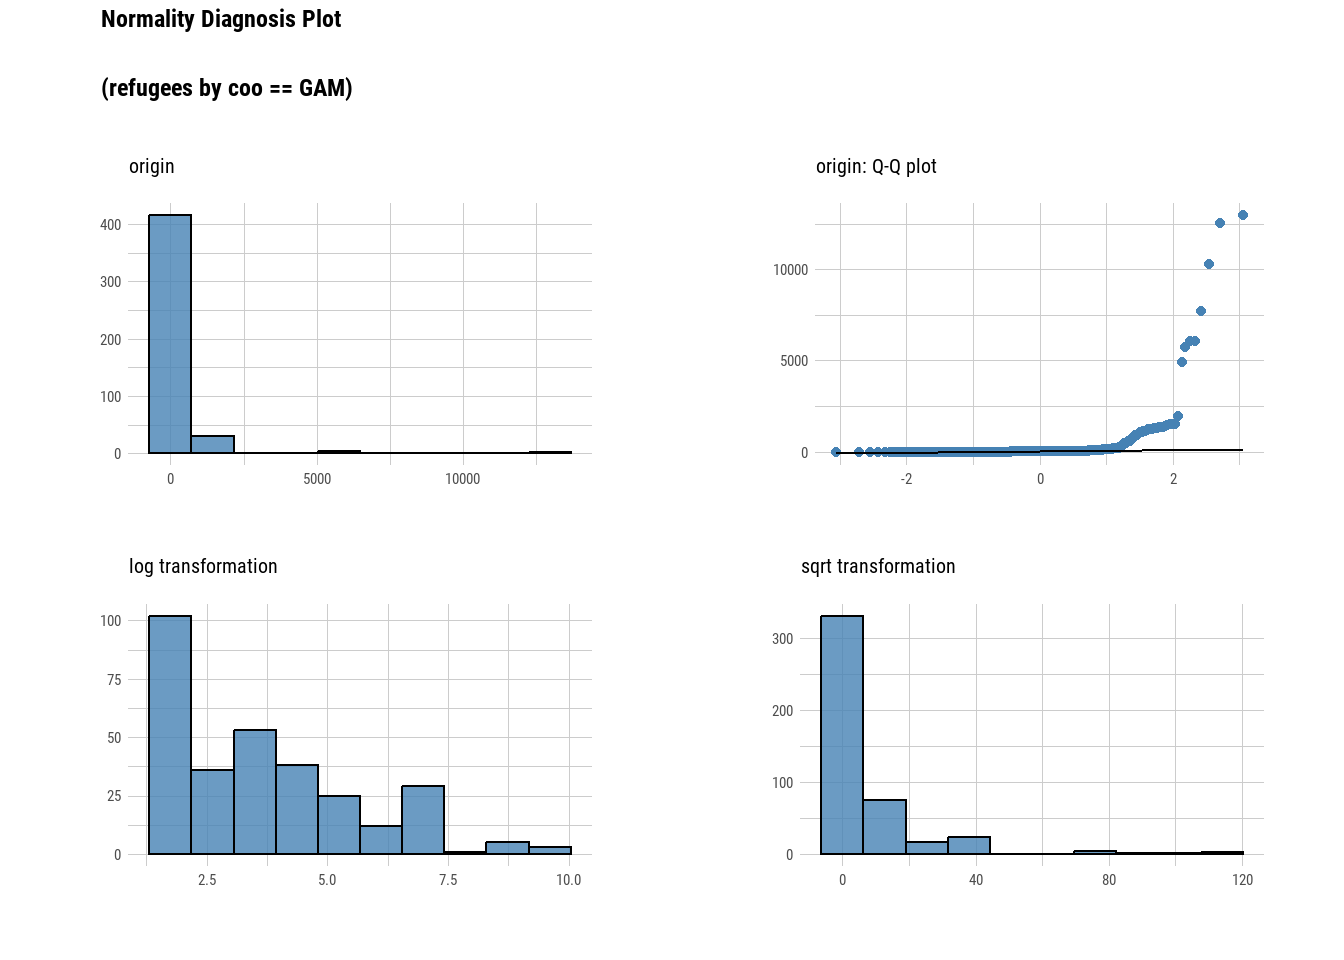 Normality Diagnosis Plot
(refugees by coo == GAM)
origin
400
300
200
100
0
0 5000 10000
origin: Q-Q plot
10000
5000
0
-2 0 2
log transformation
100
75
50
25
0
2.5 5.0 7.5 10.0
sqrt transformation
300
200
100
0
0 40 80 120